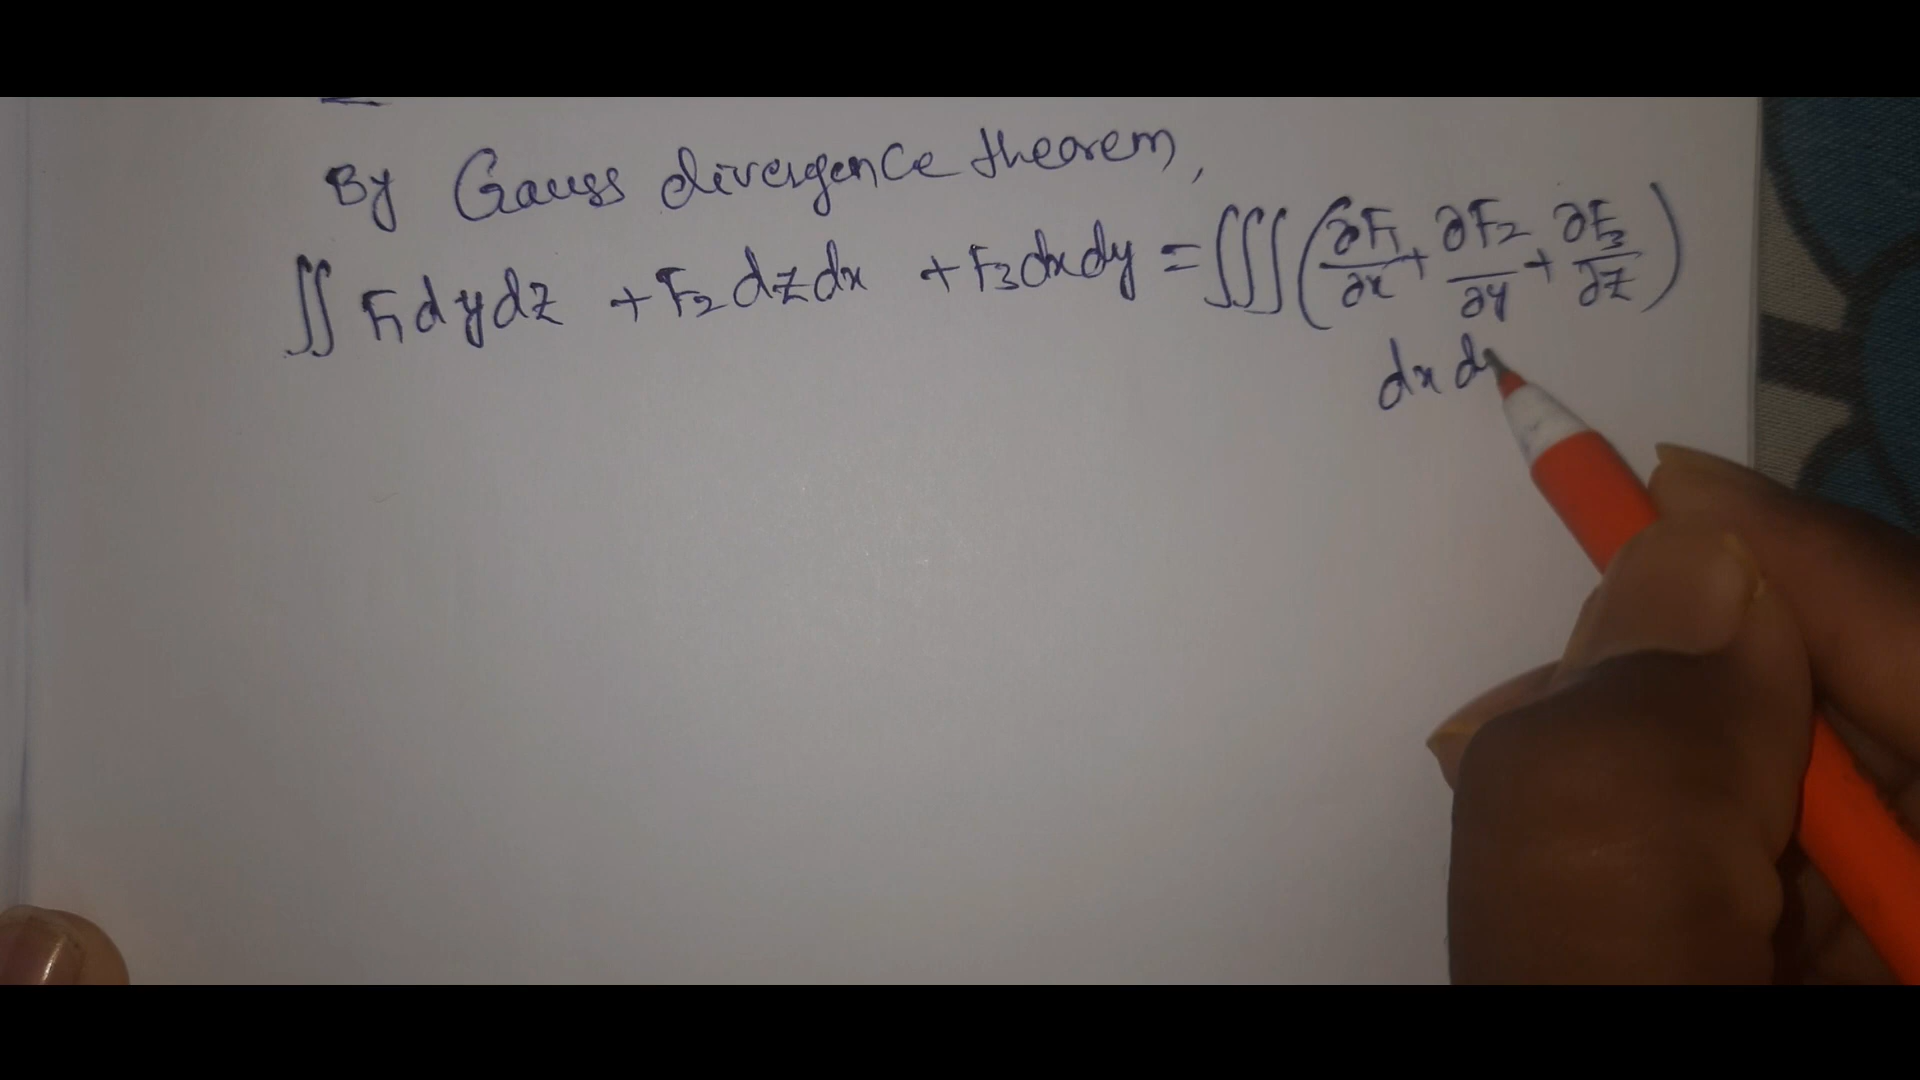 By Gauss divergence theorem,
∬ F₁dydz + F₂dzdx + F₃dxdy = ∭(∂F₁/∂x + ∂F₂/∂y + ∂F₃/∂z)
dx dy